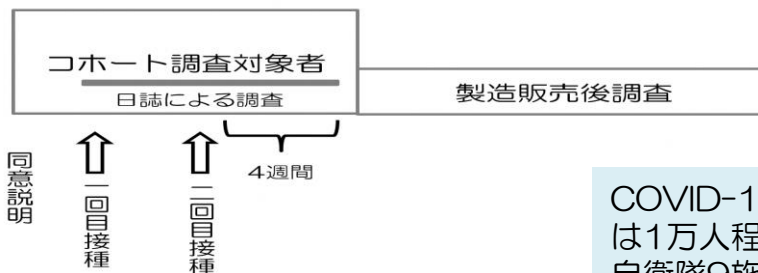 コホート調査対象者
日誌による調査
製造販売後調査
4週間
同意説明
一回目接種
二回目接種
COVID-1
は1万人程